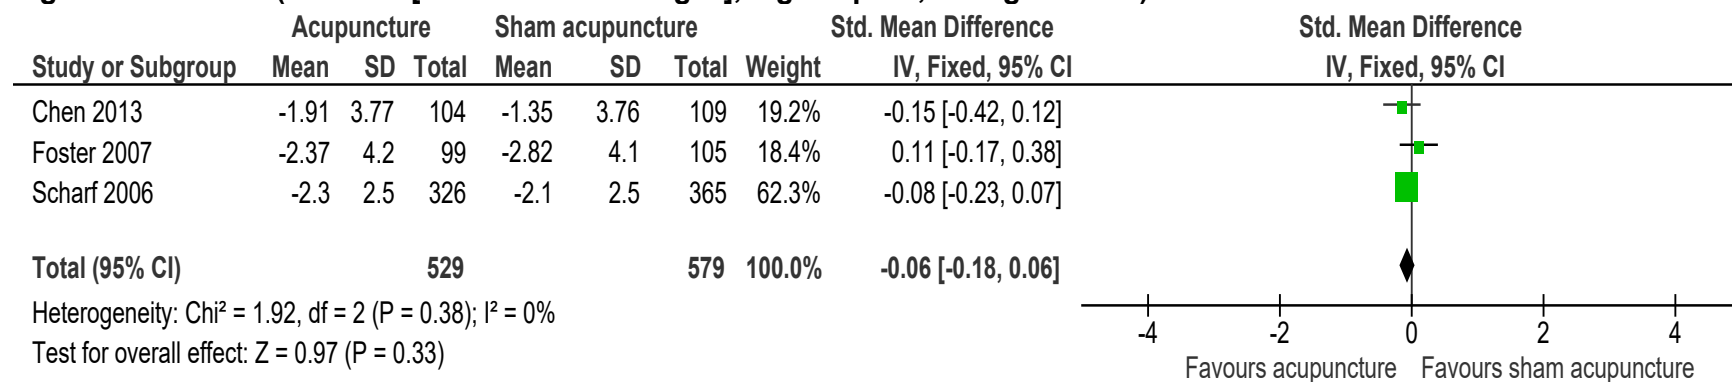 Acupuncture Sham acupuncture Std. Mean Difference Std. Mean Difference
Study or Subgroup Mean SD Total Mean SD Total Weight IV, Fixed, 95% CI IV, Fixed, 95% CI
Chen 2013 -1.91 3.77 104 -1.35 3.76 109 19.2% -0.15 [-0.42, 0.12]
Foster 2007 -2.37 4.2 99 -2.82 4.1 105 18.4% 0.11 [-0.17, 0.38]
Scharf 2006 -2.3 2.5 326 -2.1 2.5 365 62.3% -0.08 [-0.23, 0.07]
Total (95% CI) 529 579 100.0% -0.06 [-0.18, 0.06]
Heterogeneity: Chi² = 1.92, df = 2 (P = 0.38); I² = 0%
Test for overall effect: Z = 0.97 (P = 0.33)
-4 -2 0 2 4
Favours acupuncture Favours sham acupuncture